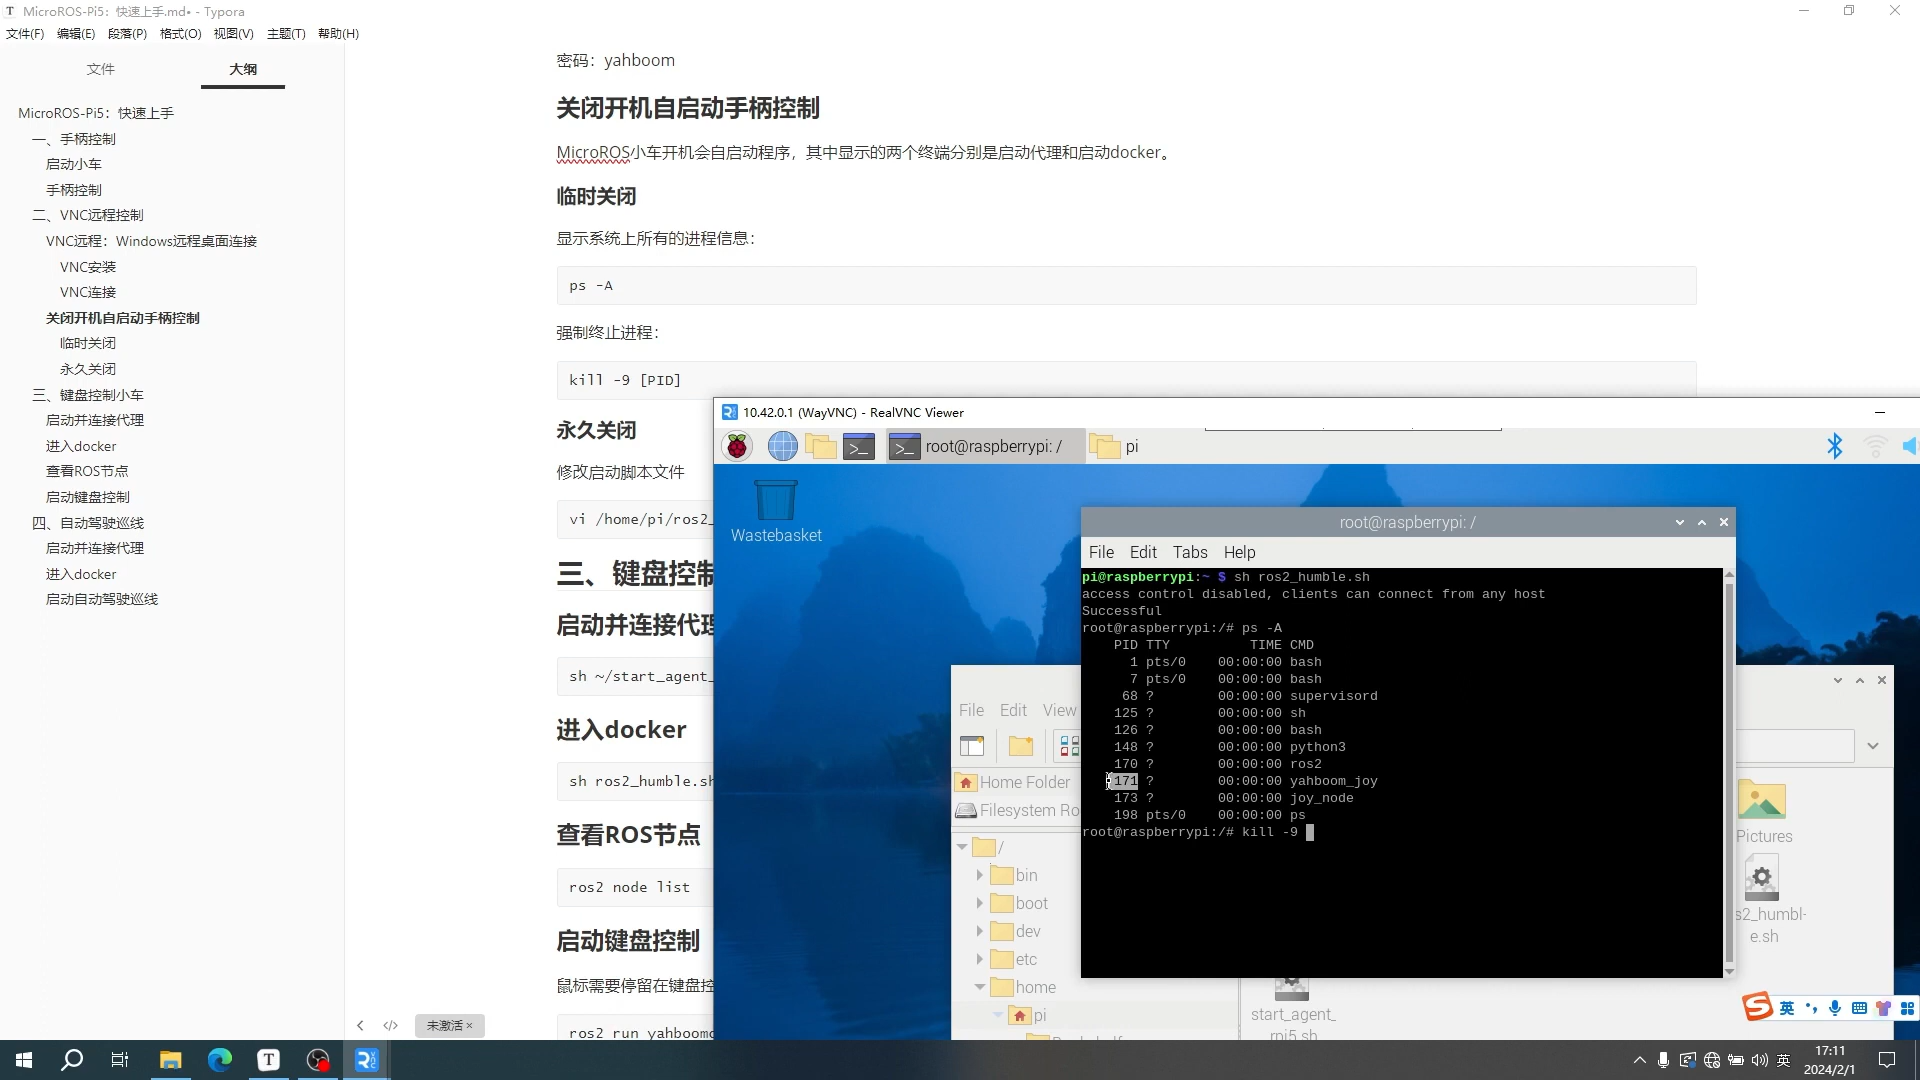 MicroROS-Pi5：快速上手.md• - Typora
文件(F) 编辑(E) 段落(P) 格式(O) 视图(V) 主题(T) 帮助(H)
文件 大纲
MicroROS-Pi5：快速上手
一、手柄控制
启动小车
手柄控制
二、VNC远程控制
VNC远程：Windows远程桌面连接
VNC安装
VNC连接
关闭开机自启动手柄控制
临时关闭
永久关闭
三、键盘控制小车
启动并连接代理
进入docker
查看ROS节点
启动键盘控制
四、自动驾驶巡线
启动并连接代理
进入docker
启动自动驾驶巡线
密码：yahboom
关闭开机自启动手柄控制
MicroROS小车开机会自启动程序，其中显示的两个终端分别是启动代理和启动docker。
临时关闭
显示系统上所有的进程信息：
ps -A
强制终止进程：
kill -9 [PID]
永久关闭
修改启动脚本文件
vi /home/pi/ros2_
三、键盘控制
启动并连接代理
sh ~/start_agent_
进入docker
sh ros2_humble.sh
查看ROS节点
ros2 node list
启动键盘控制
鼠标需要停留在键盘控
ros2 run yahboomc
未激活 ×
10.42.0.1 (WayVNC) - RealVNC Viewer
root@raspberrypi: / pi
Wastebasket
root@raspberrypi: /
File Edit Tabs Help
pi@raspberrypi:~ $ sh ros2_humble.sh
access control disabled, clients can connect from any host
Successful
root@raspberrypi:/# ps -A
PID TTY TIME CMD
1 pts/0 00:00:00 bash
7 pts/0 00:00:00 bash
68 ? 00:00:00 supervisord
125 ? 00:00:00 sh
126 ? 00:00:00 bash
148 ? 00:00:00 python3
170 ? 00:00:00 ros2
171 ? 00:00:00 yahboom_joy
173 ? 00:00:00 joy_node
198 pts/0 00:00:00 ps
root@raspberrypi:/# kill -9
File Edit View
Home Folder
Filesystem Ro
/
bin
boot
dev
etc
home
pi
Pictures
s2_humbl-
e.sh
start_agent_
rpi5.sh
英
英
17:11
2024/2/1